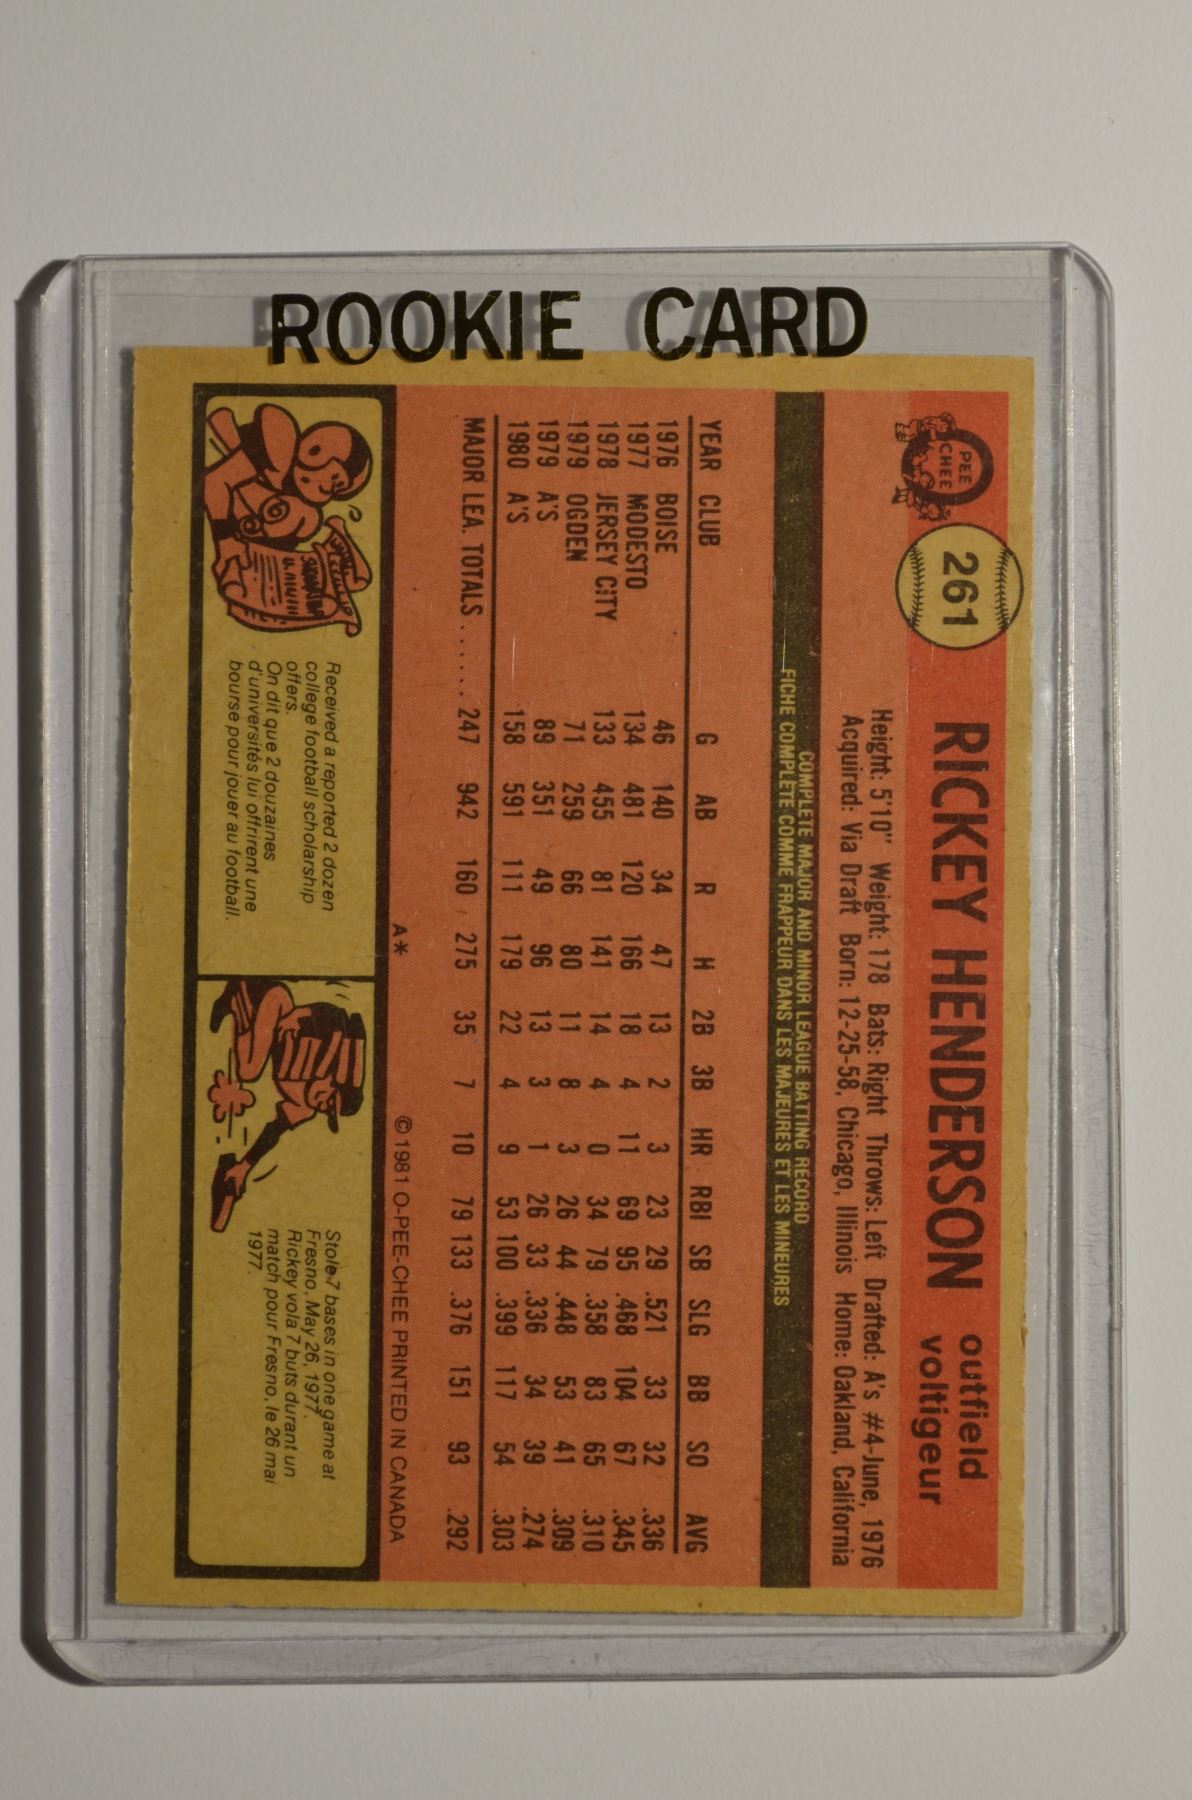 ROOKIE CARD
O
PEE
CHEE
261
RICKEY HENDERSON
outfield
voltigeur
Height: 5'10" Weight: 178 Bats: Right Throws: Left Drafted: A's #4-June, 1976
Acquired: Via Draft Born: 12-25-58, Chicago, Illinois Home: Oakland, California
COMPLETE MAJOR AND MINOR LEAGUE BATTING RECORD
FICHE COMPLETE COMME FRAPPEUR DANS LES MAJEURES ET LES MINEURES
YEAR CLUB G AB R H 2B 3B HR RBI SB SLG BB SO AVG
1976 BOISE 46 140 34 47 13 2 3 23 29 .521 33 32 .336
1977 MODESTO 134 481 120 166 18 4 11 69 95 .468 104 67 .345
1978 JERSEY CITY 133 455 81 141 14 4 0 34 79 .358 83 65 .310
1979 OGDEN 71 259 66 80 11 8 3 26 44 .448 53 41 .309
1979 A'S 89 351 49 96 13 3 1 26 33 .336 34 39 .274
1980 A'S 158 591 111 179 22 4 9 53 100 .399 117 54 .303
MAJOR LEA. TOTALS...... 247 942 160 275 35 7 10 79 133 .376 151 93 .292
A* ©1981 O-PEE-CHEE PRINTED IN CANADA
Received a reported 2 dozen
college football scholarship
offers.
On dit que 2 douzaines
d'universités lui offrirent une
bourse pour jouer au football.
Stole 7 bases in one game at
Fresno, May 26, 1977.
Rickey vola 7 buts durant un
match pour Fresno, le 26 mai
1977.